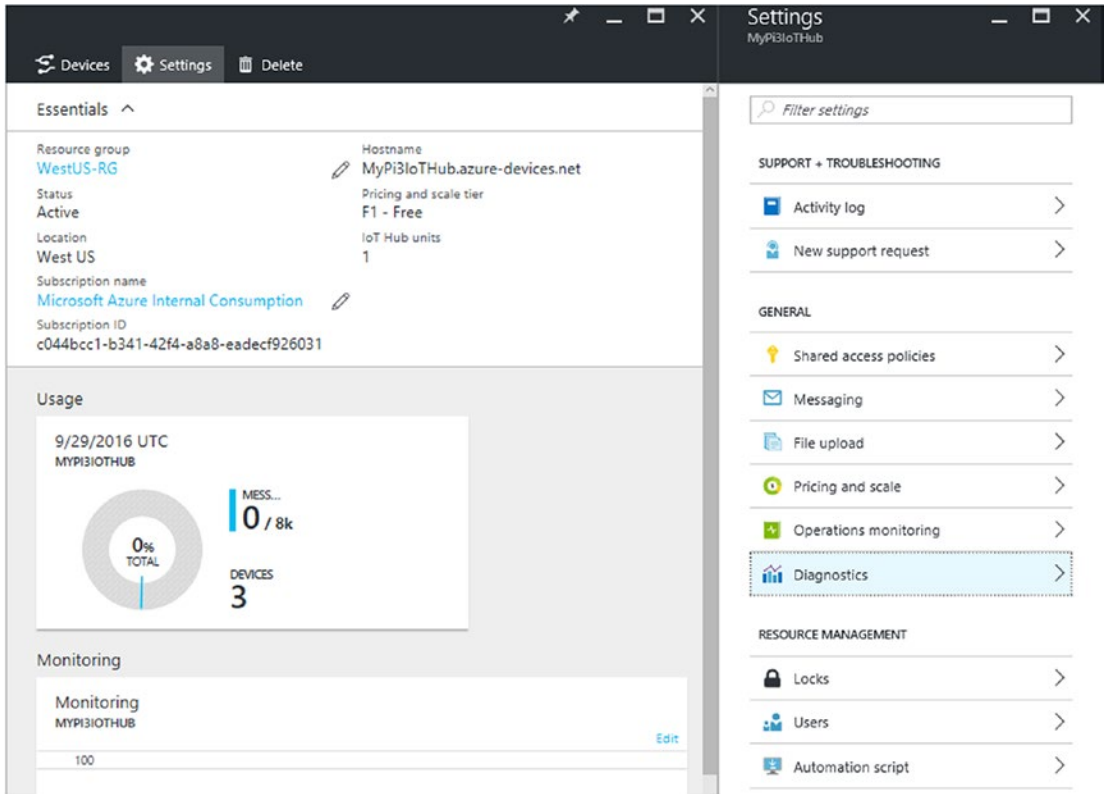 Devices Settings Delete
Essentials
Resource group
WestUS-RG
Hostname
MyPi3IoTHub.azure-devices.net
Status
Active
Pricing and scale tier
F1 - Free
Location
West US
IoT Hub units
1
Subscription name
Microsoft Azure Internal Consumption
Subscription ID
c044bcc1-b341-42f4-a8a8-eadecf926031
Usage
9/29/2016 UTC
MYPI3IOTHUB
0%
TOTAL
MESS...
0 / 8k
DEVICES
3
Monitoring
Monitoring
MYPI3IOTHUB
Edit
100
Settings
MyPi3IoTHub
Filter settings
SUPPORT + TROUBLESHOOTING
Activity log
New support request
GENERAL
Shared access policies
Messaging
File upload
Pricing and scale
Operations monitoring
Diagnostics
RESOURCE MANAGEMENT
Locks
Users
Automation script